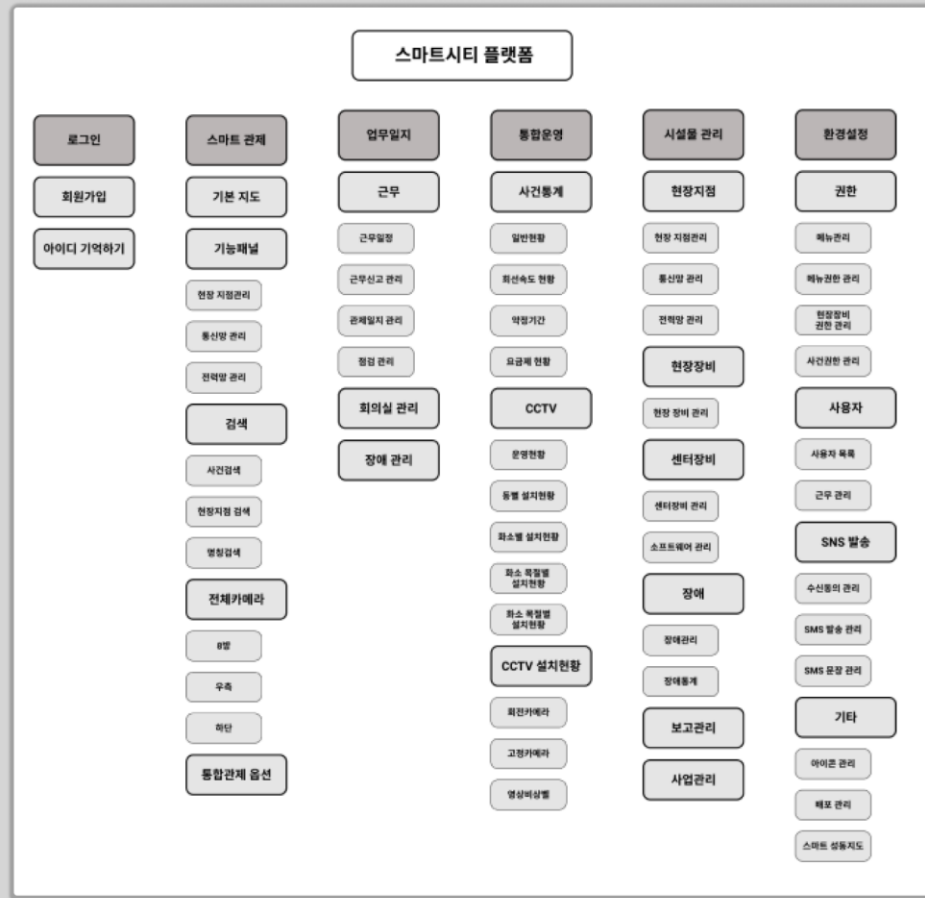 스마트시티 플랫폼
로그인
회원가입
아이디 기억하기
스마트 관제
기본 지도
기능패널
현장 지점관리
통신망 관리
전력망 관리
검색
사건검색
현장지점 검색
명칭검색
전체카메라
8방
우측
하단
통합관제 옵션
업무일지
근무
근무일정
근무신고 관리
관제일지 관리
점검 관리
회의실 관리
장애 관리
통합운영
사건통계
일반현황
회선속도 현황
약정기간
요금제 현황
CCTV
운영현황
동별 설치현황
화소별 설치현황
화소 목절별
설치현황
화소 목절별
설치현황
CCTV 설치현황
회전카메라
고정카메라
영상비상벨
시설물 관리
현장지점
현장 지점관리
통신망 관리
전력망 관리
현장장비
현장 장비 관리
센터장비
센터장비 관리
소프트웨어 관리
장애
장애관리
장애통계
보고관리
사업관리
환경설정
권한
메뉴관리
메뉴권한 관리
현장장비
권한 관리
사건권한 관리
사용자
사용자 목록
근무 관리
SNS 발송
수신동의 관리
SMS 발송 관리
SMS 문장 관리
기타
아이콘 관리
배포 관리
스마트 성동지도